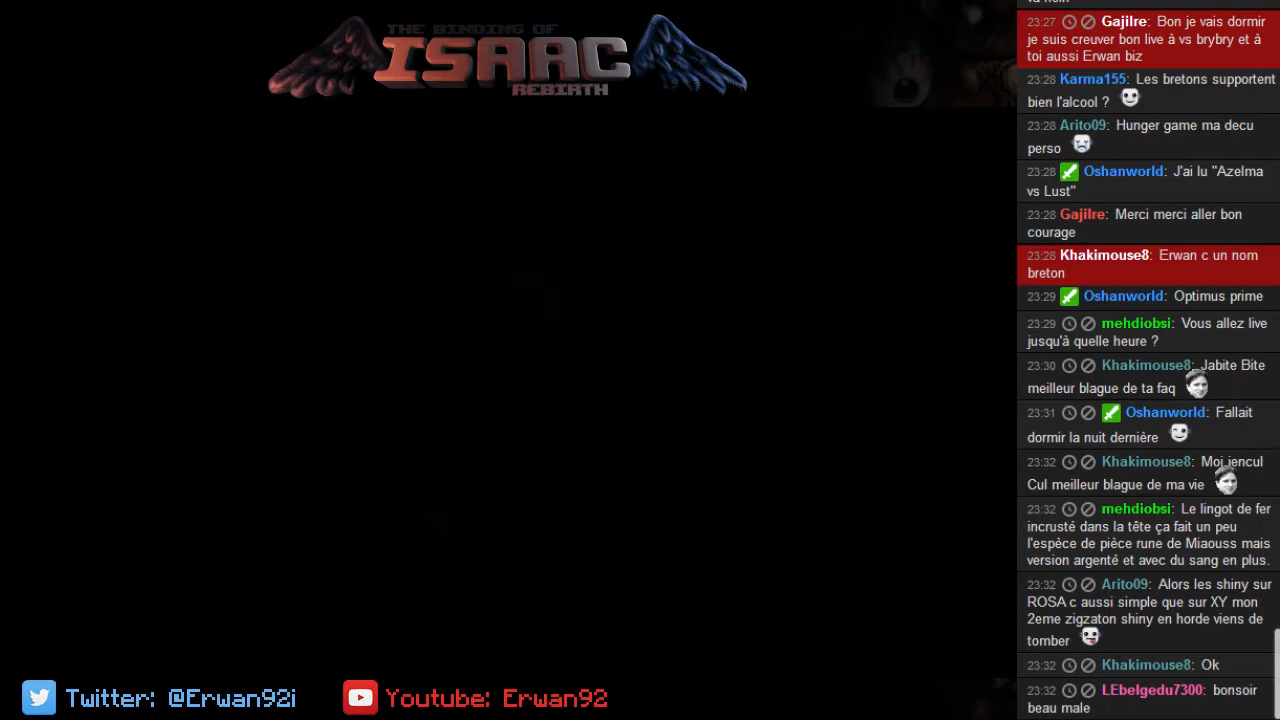 THE BINDING OF
ISAAC
REBIRTH
23:27 Gajilre: Bon je vais dormir
je suis creuver bon live à vs brybry et à
toi aussi Erwan biz
23:28 Karma155: Les bretons supportent
bien l'alcool ?
23:28 Arito09: Hunger game ma decu
perso
23:28 Oshanworld: J'ai lu "Azelma
vs Lust"
23:28 Gajilre: Merci merci aller bon
courage
23:28 Khakimouse8: Erwan c un nom
breton
23:29 Oshanworld: Optimus prime
23:29 mehdiobsi: Vous allez live
jusqu'à quelle heure ?
23:30 Khakimouse8: Jabite Bite
meilleur blague de ta faq
23:31 Oshanworld: Fallait
dormir la nuit dernière
23:32 Khakimouse8: Moi jencul
Cul meilleur blague de ma vie
23:32 mehdiobsi: Le lingot de fer
incrusté dans la tête ça fait un peu
l'espèce de pièce rune de Miaouss mais
version argenté et avec du sang en plus.
23:32 Arito09: Alors les shiny sur
ROSA c aussi simple que sur XY mon
2eme zigzaton shiny en horde viens de
tomber
23:32 Khakimouse8: Ok
23:32 LEbelgedu7300: bonsoir
beau male
Twitter: @Erwan92i
Youtube: Erwan92